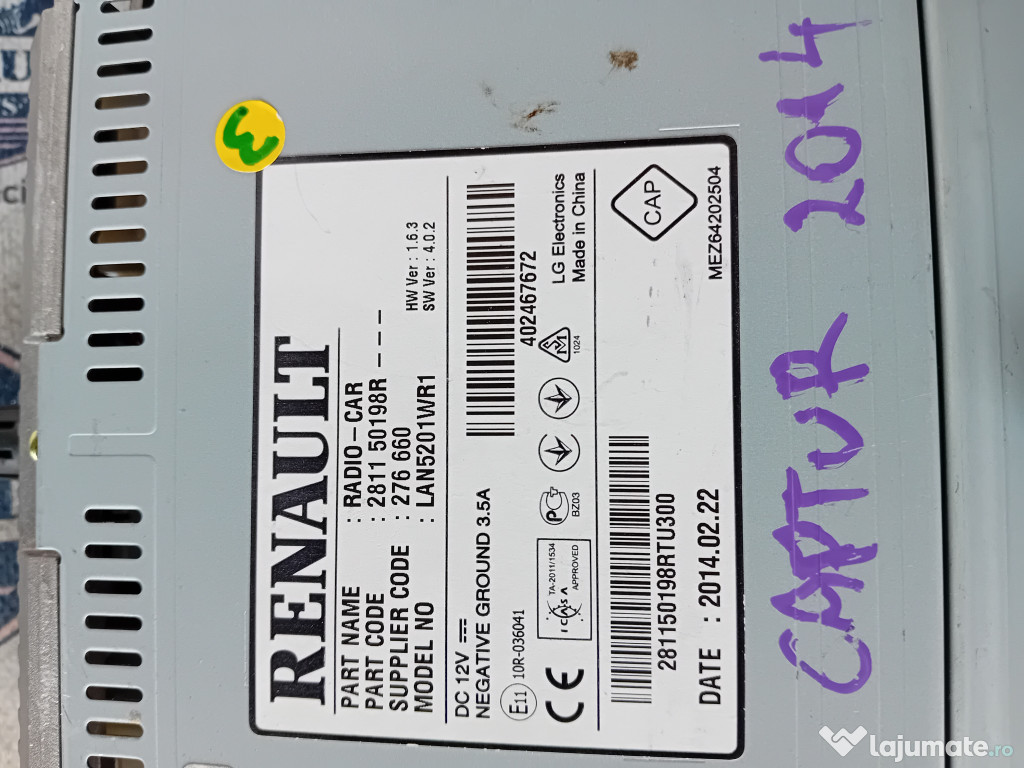 3
RENAULT
PART NAME : RADIO-CAR
PART CODE : 2811 50198R - - -
SUPPLIER CODE : 276 660
MODEL NO : LAN5201WR1
HW Ver : 1.6.3
SW Ver : 4.0.2
DC 12V
NEGATIVE GROUND 3.5A
402467672
E11 10R-036041
CE
ICASA
TA-2011/1534
APPROVED
PC
BZ03
1024
LG Electronics
Made in China
281150198RTU300
DATE : 2014.02.22
CAP
MEZ64202504
CAPTUR 2014
lajumate.ro